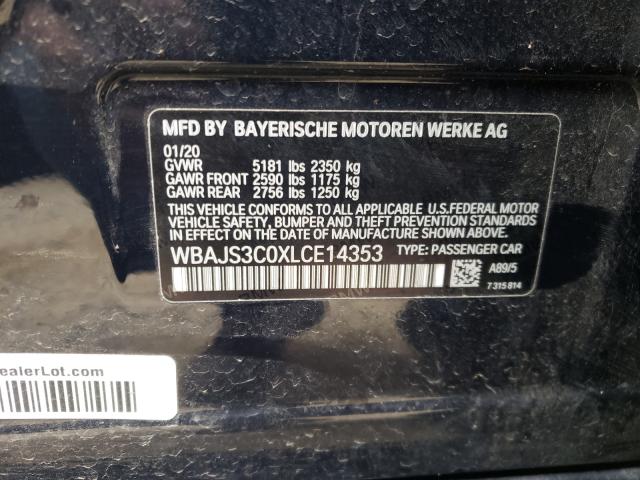 MFD BY BAYERISCHE MOTOREN WERKE AG
01/20
GVWR 5181 lbs 2350 kg
GAWR FRONT 2590 lbs 1175 kg
GAWR REAR 2756 lbs 1250 kg
THIS VEHICLE CONFORMS TO ALL APPLICABLE U.S.FEDERAL MOTOR
VEHICLE SAFETY, BUMPER AND THEFT PREVENTION STANDARDS
IN EFFECT ON THE DATE OF MANUFACTURE SHOWN ABOVE.
WBAJS3C0XLCE14353 TYPE: PASSENGER CAR
A89/5
7 315 814
ealerLot.com